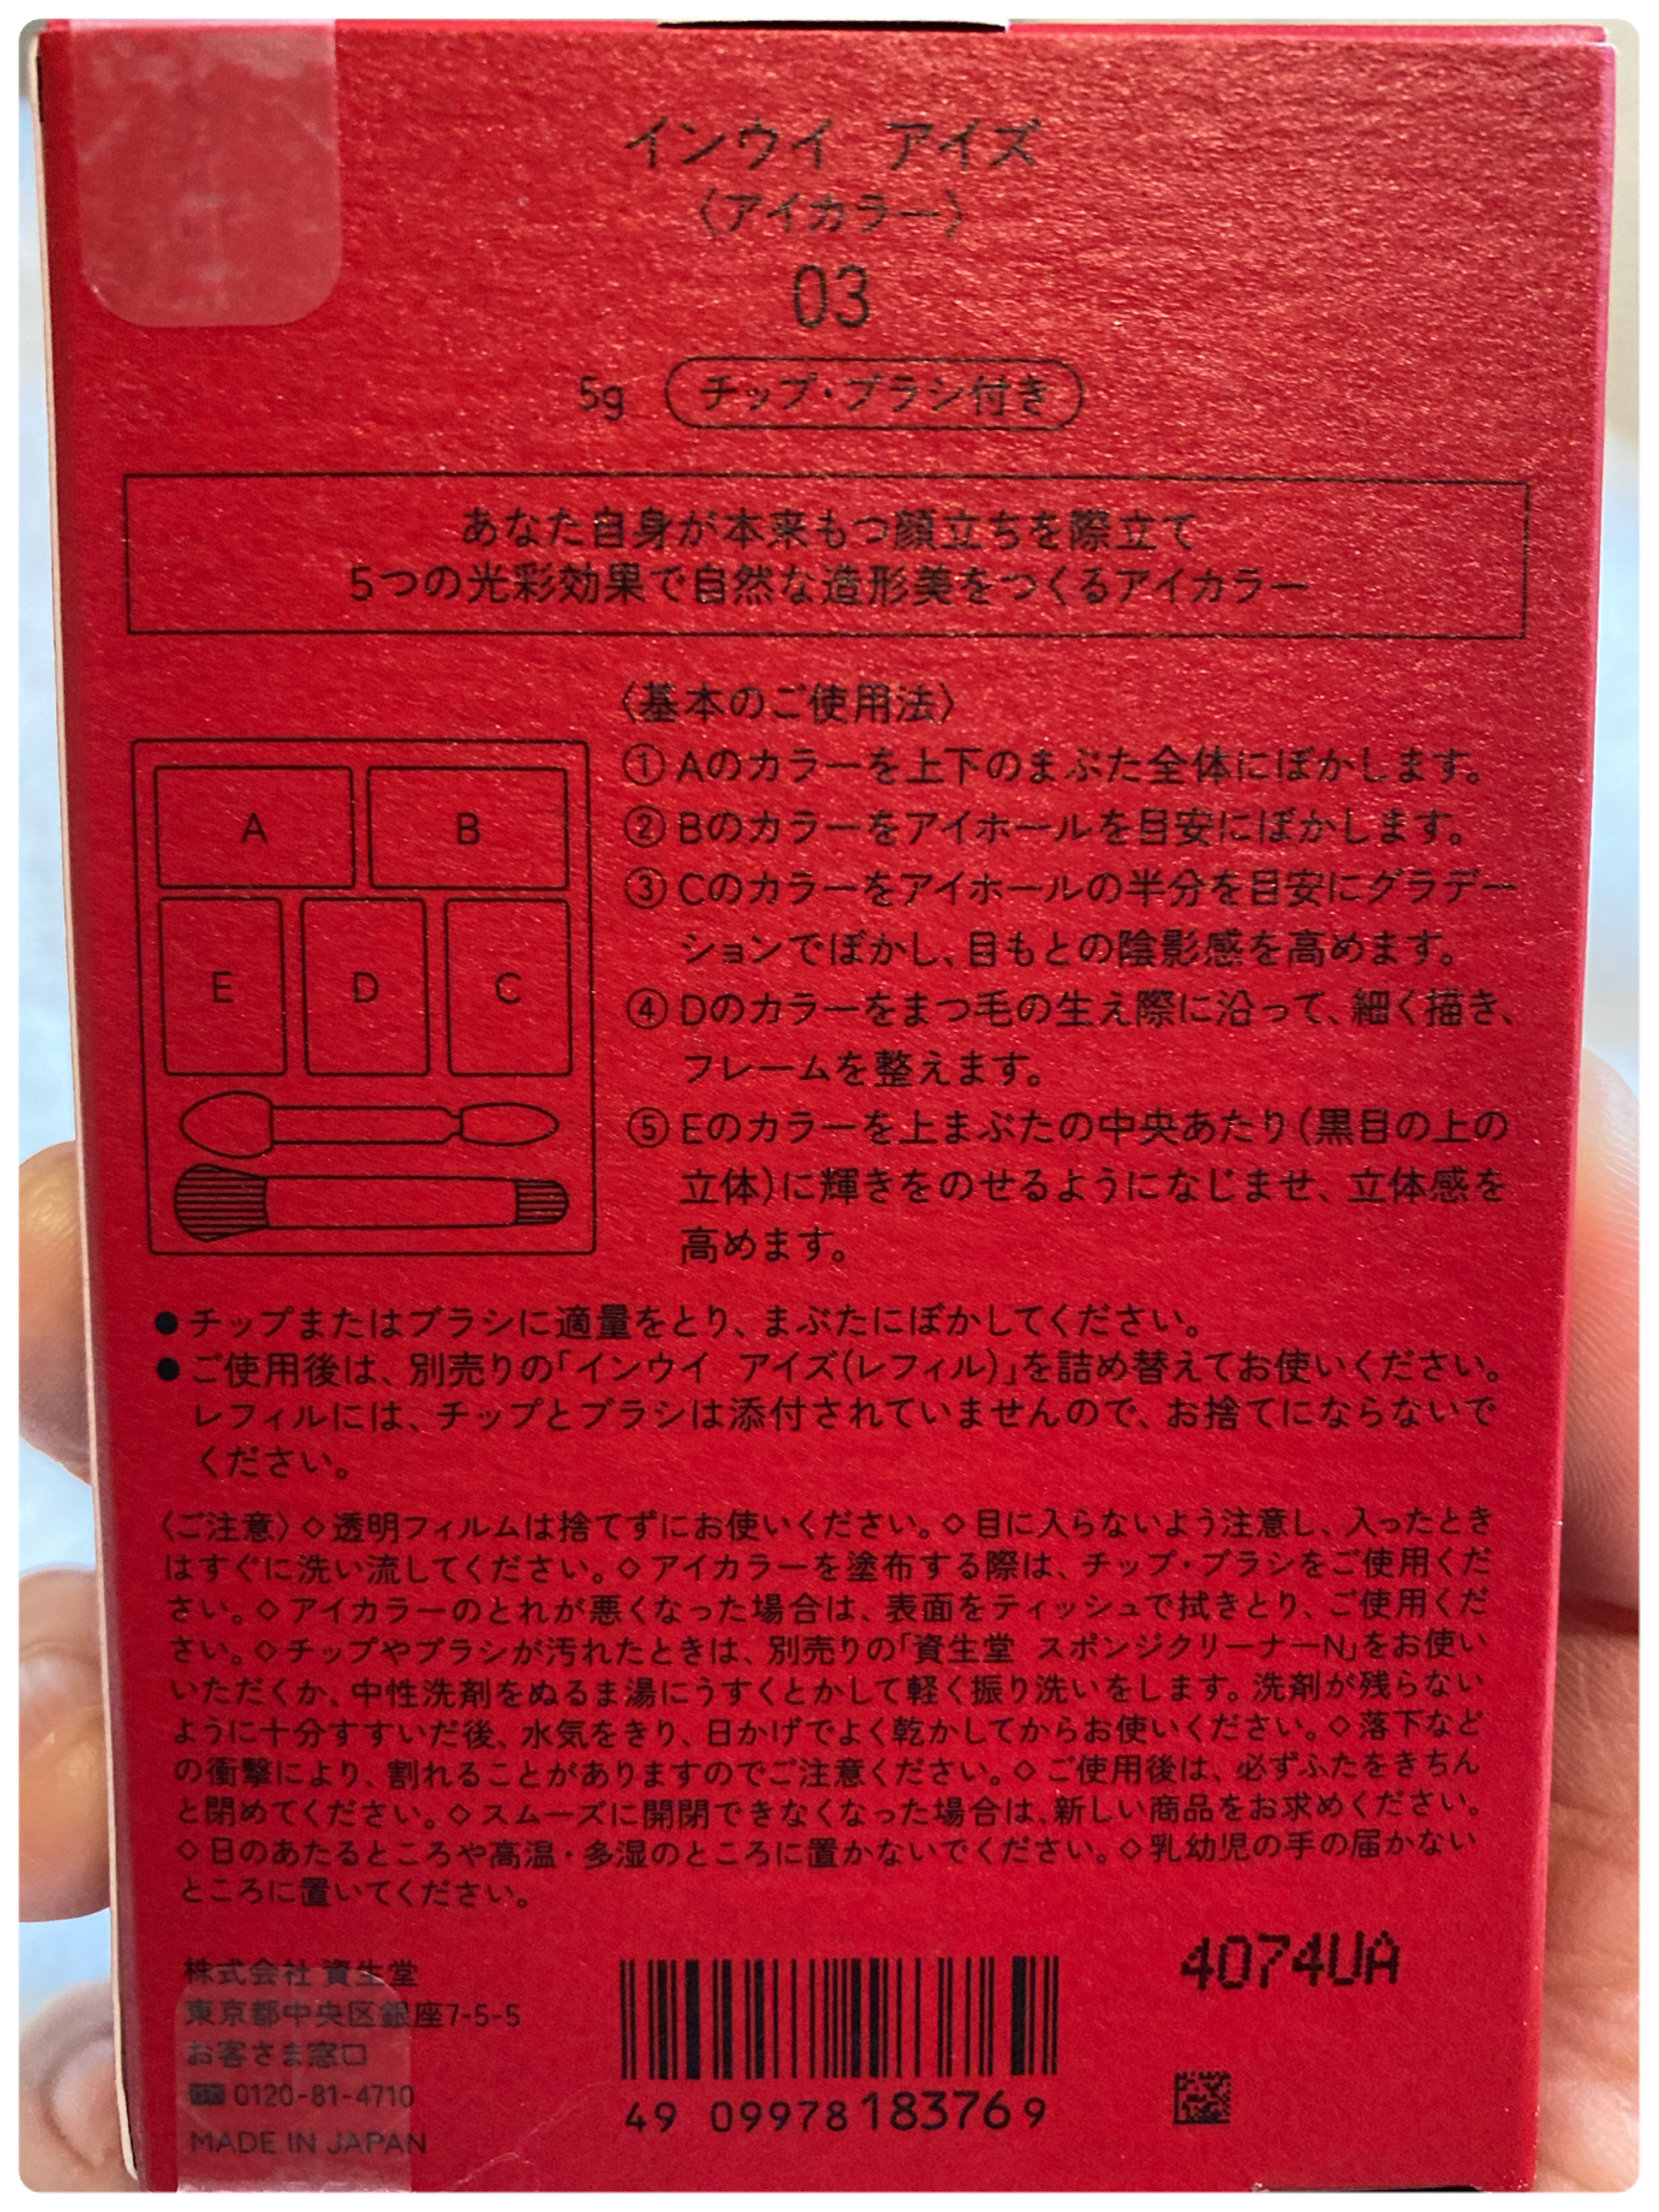 インウイ アイズ
〈アイカラー〉
03
5g チップ・ブラシ付き
あなた自身が本来もつ顔立ちを際立て
5つの光彩効果で自然な造形美をつくるアイカラー
〈基本のご使用法〉
A B
E D C
①Aのカラーを上下のまぶた全体にぼかします。
②Bのカラーをアイホールを目安にぼかします。
③Cのカラーをアイホールの半分を目安にグラデー
ションでぼかし、目もとの陰影感を高めます。
④Dのカラーをまつ毛の生え際に沿って、細く描き、
フレームを整えます。
⑤Eのカラーを上まぶたの中央あたり(黒目の上の
立体)に輝きをのせるようになじませ、立体感を
高めます。
●チップまたはブラシに適量をとり、まぶたにぼかしてください。
●ご使用後は、別売りの「インウイ アイズ(レフィル)」を詰め替えてお使いください。
レフィルには、チップとブラシは添付されていませんので、お捨てにならないで
ください。
〈ご注意〉◇透明フィルムは捨てずにお使いください。◇目に入らないよう注意し、入ったとき
はすぐに洗い流してください。◇アイカラーを塗布する際は、チップ・ブラシをご使用くだ
さい。◇アイカラーのとれが悪くなった場合は、表面をティッシュで拭きとり、ご使用くだ
さい。◇チップやブラシが汚れたときは、別売りの「資生堂 スポンジクリーナーN」をお使い
いただくか、中性洗剤をぬるま湯にうすくとかして軽く振り洗いをします。洗剤が残らない
ように十分すすいだ後、水気をきり、日かげでよく乾かしてからお使いください。◇落下など
の衝撃により、割れることがありますのでご注意ください。◇ご使用後は、必ずふたをきちん
と閉めてください。◇スムーズに開閉できなくなった場合は、新しい商品をお求めください。
◇日のあたるところや高温・多湿のところに置かないでください。◇乳幼児の手の届かない
ところに置いてください。
株式会社 資生堂
東京都中央区銀座7-5-5
お客さま窓口
0120-81-4710
MADE IN JAPAN
49 09978 183769
4074UA